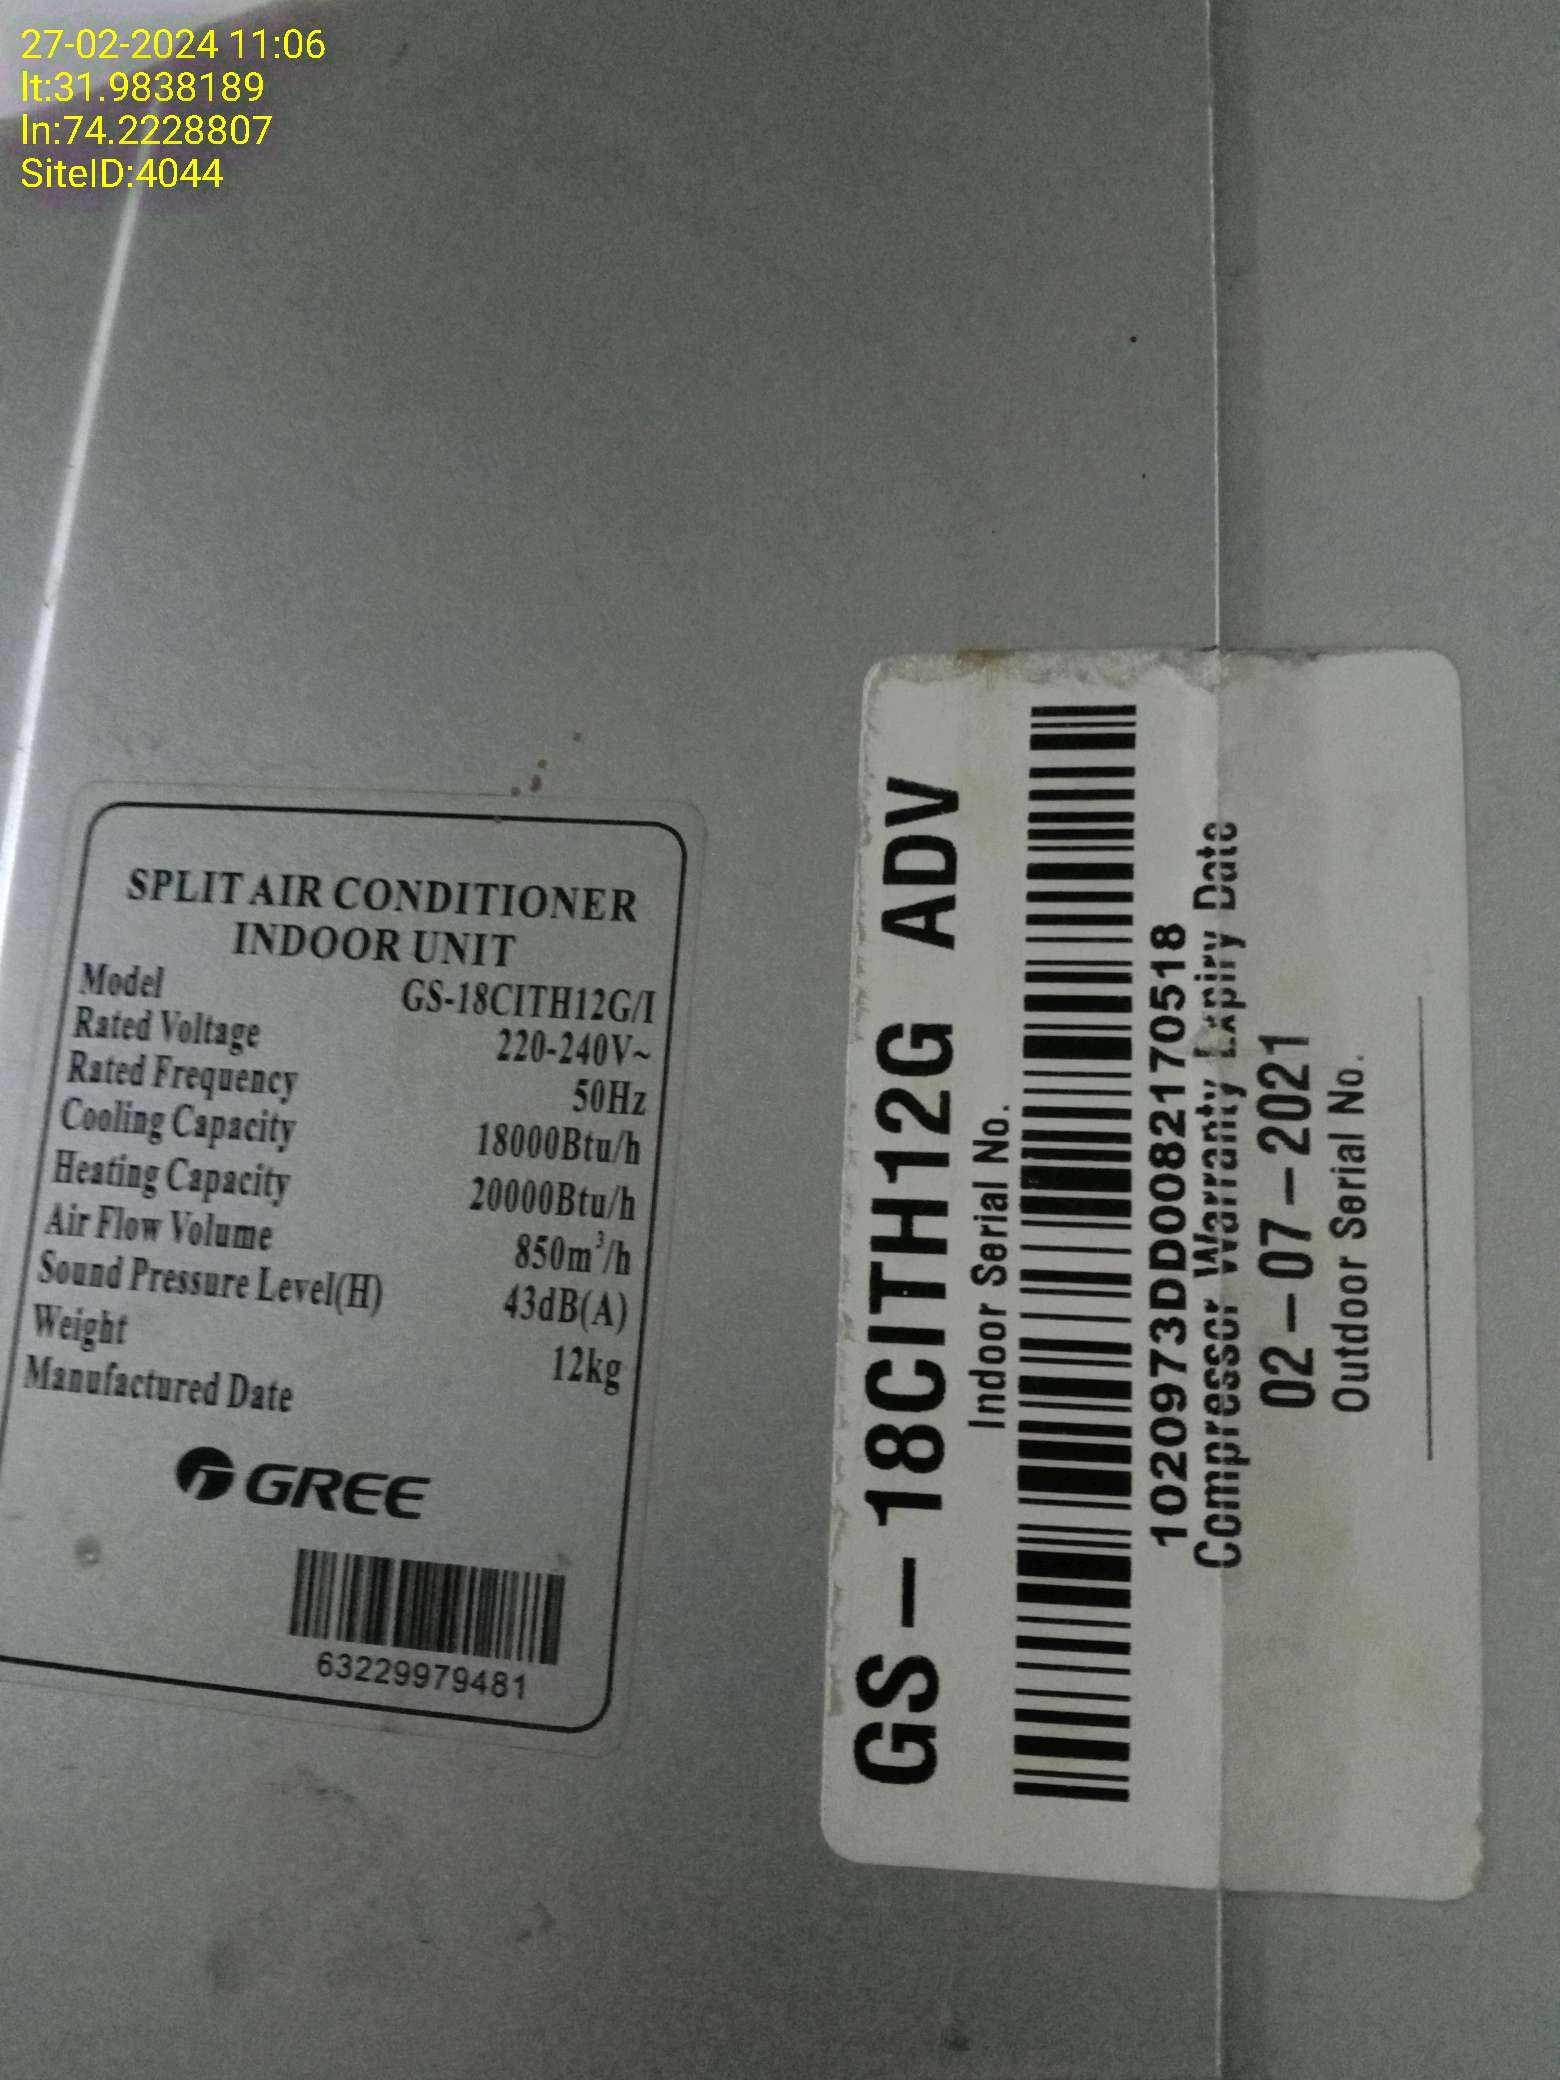 27-02-2024 11:06
lt:31.9838189
ln:74.2228807
SiteID:4044
SPLIT AIR CONDITIONER
INDOOR UNIT
Model GS-18CITH12G/I
Rated Voltage 220-240V~
Rated Frequency 50Hz
Cooling Capacity 18000Btu/h
Heating Capacity 20000Btu/h
Air Flow Volume 850m³/h
Sound Pressure Level(H) 43dB(A)
Weight 12kg
Manufactured Date
GREE
63229979481
GS-18CITH12G ADV
Indoor Serial No.
1020973DD0082170518
Compressor Warranty Expiry Date
02-07-2021
Outdoor Serial No.